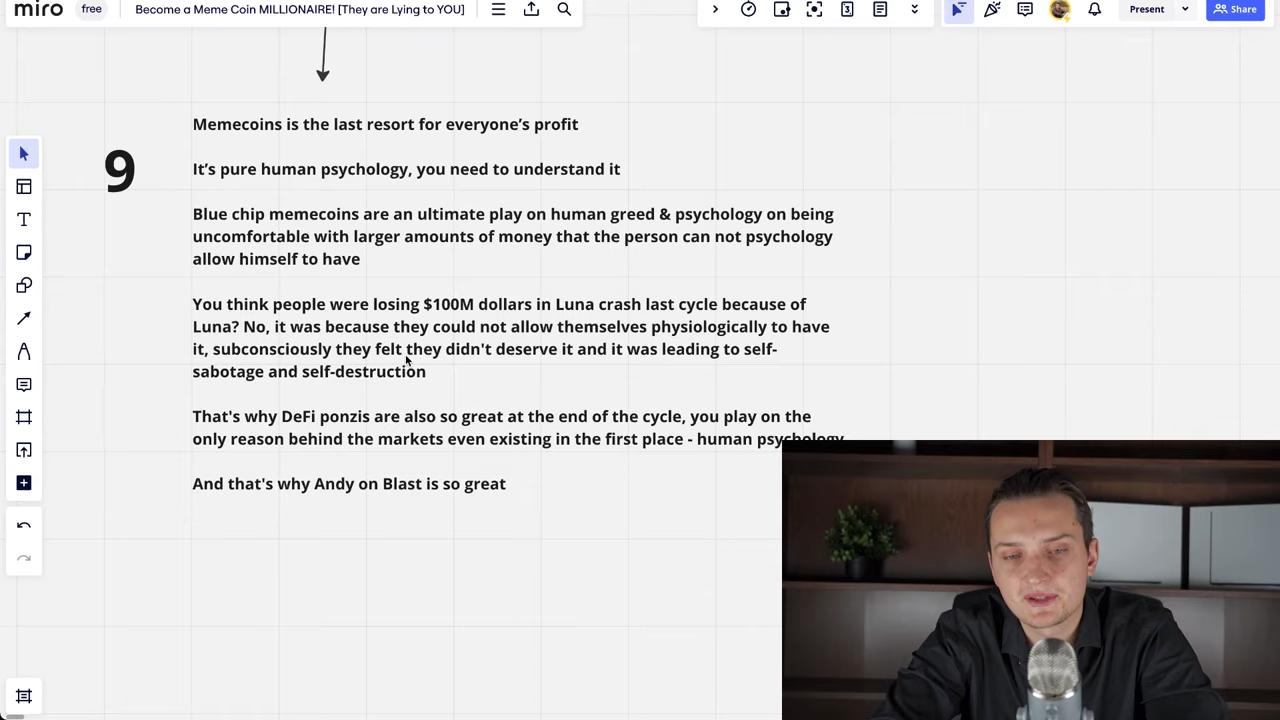 miro free Become a Meme Coin MILLIONAIRE! [They are Lying to YOU] 3 Present Share
Memecoins is the last resort for everyone's profit
9
It's pure human psychology, you need to understand it
Blue chip memecoins are an ultimate play on human greed & psychology on being
uncomfortable with larger amounts of money that the person can not psychology
allow himself to have
You think people were losing $100M dollars in Luna crash last cycle because of
Luna? No, it was because they could not allow themselves physiologically to have
it, subconsciously they felt they didn't deserve it and it was leading to self-
sabotage and self-destruction
That's why DeFi ponzis are also so great at the end of the cycle, you play on the
only reason behind the markets even existing in the first place - human psychology
And that's why Andy on Blast is so great